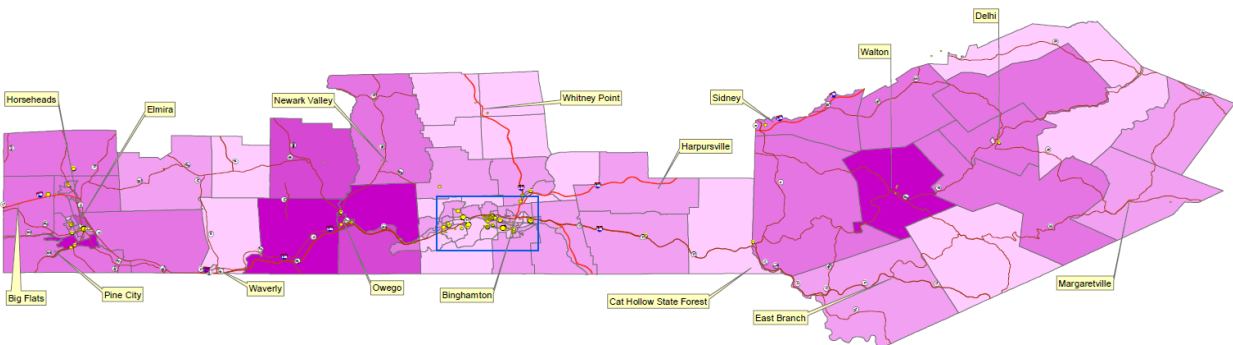 Delhi
Walton
Horseheads
Elmira
Newark Valley
Whitney Point
Sidney
Harpursville
Big Flats
Pine City
Waverly
Owego
Binghamton
Cat Hollow State Forest
East Branch
Margaretville